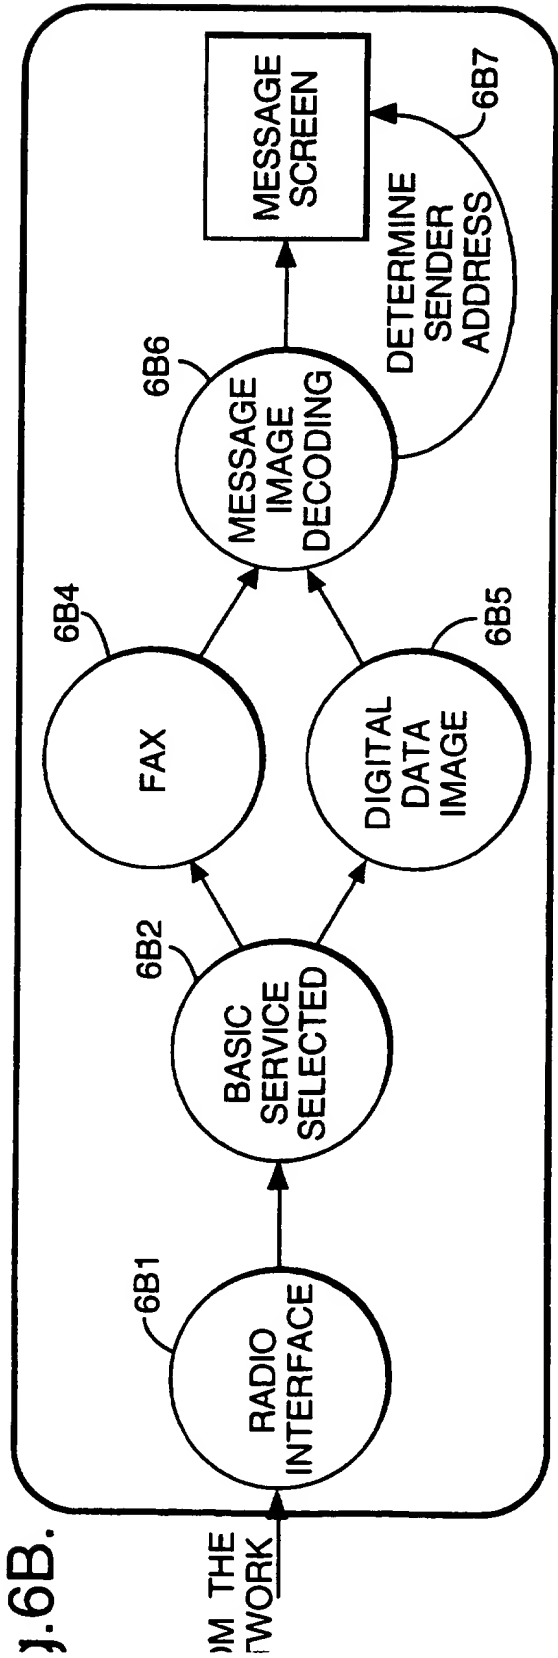 .6B.
THE
6B1
RADIO
INTERFACE
6B2
BASIC
SERVICE
SELECTED
6B4
FAX
DIGITAL
DATA
IMAGE
6B5
6B6
MESSAGE
IMAGE
DECODING
DETERMINE
SENDER
ADDRESS
6B7
MESSAGE
SCREEN